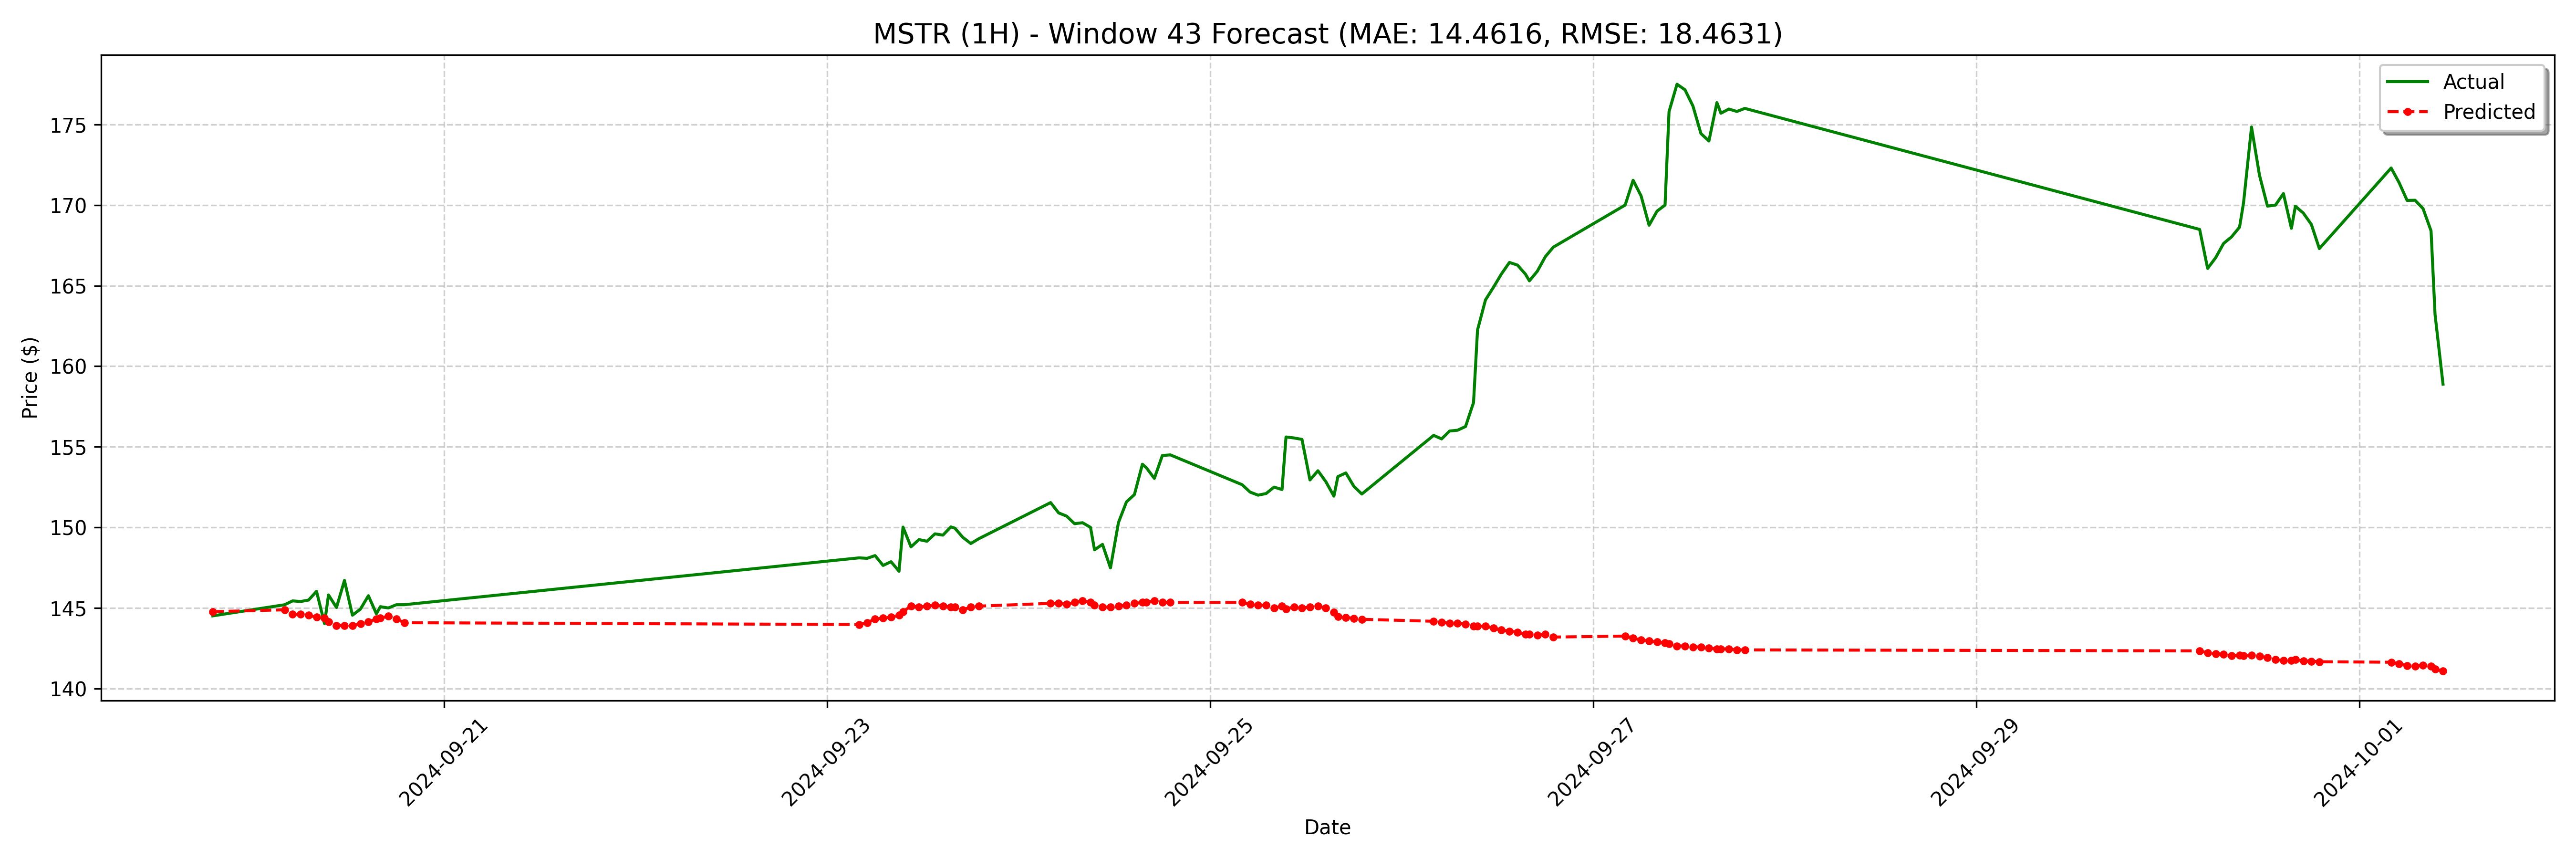 MSTR (1H) - Window 43 Forecast (MAE: 14.4616, RMSE: 18.4631)
Actual
Predicted
Price ($)
175
170
165
160
155
150
145
140
2024-09-21
2024-09-23
2024-09-25
2024-09-27
2024-09-29
2024-10-01
Date